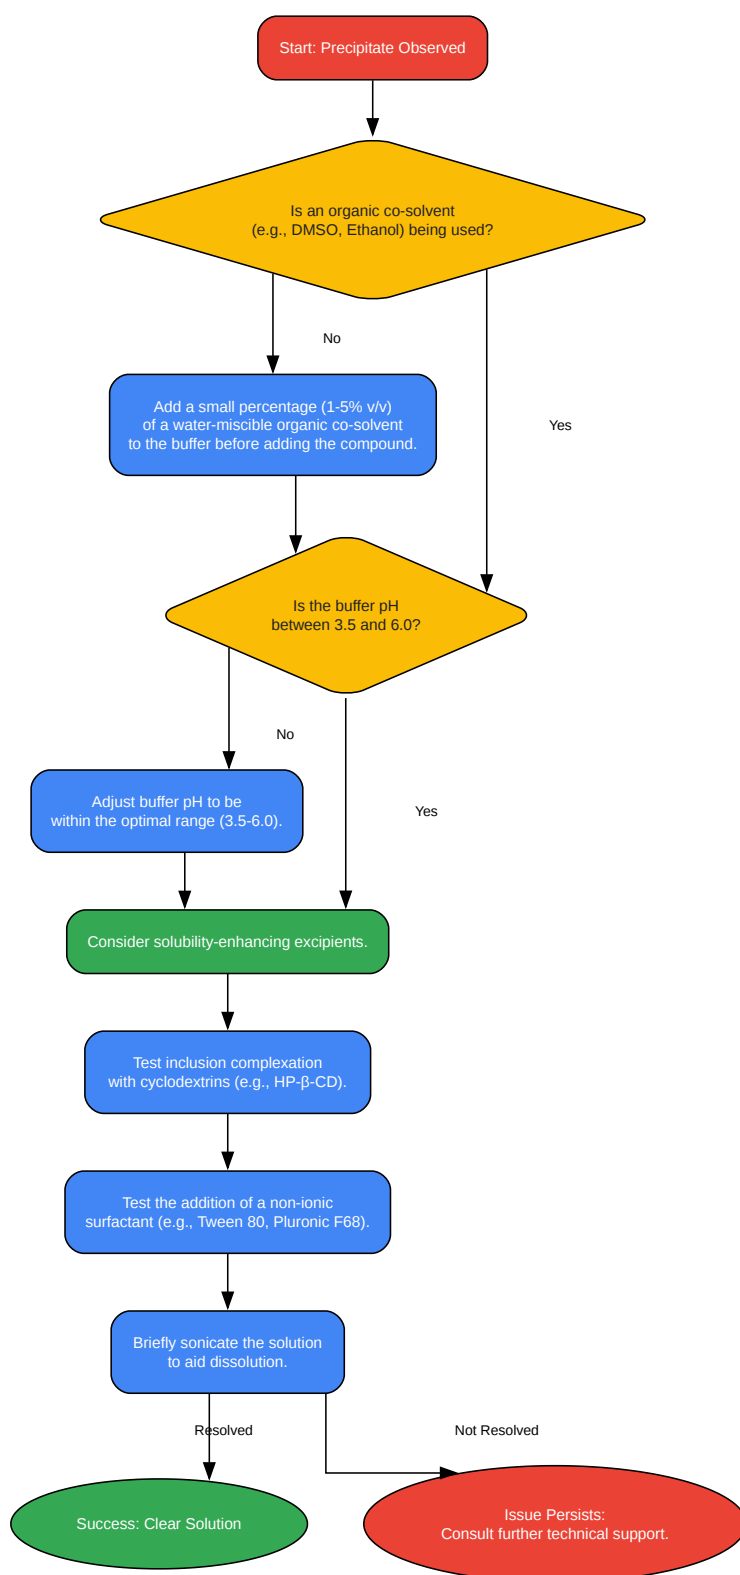 Start: Precipitate Observed
Is an organic co-solvent
(e.g., DMSO, Ethanol) being used?
No
Add a small percentage (1-5% v/v)
of a water-miscible organic co-solvent
to the buffer before adding the compound.
Yes
Is the buffer pH
between 3.5 and 6.0?
No
Adjust buffer pH to be
within the optimal range (3.5-6.0).
Yes
Consider solubility-enhancing excipients.
Test inclusion complexation
with cyclodextrins (e.g., HP-β-CD).
Test the addition of a non-ionic
surfactant (e.g., Tween 80, Pluronic F68).
Briefly sonicate the solution
to aid dissolution.
Resolved
Not Resolved
Success: Clear Solution
Issue Persists:
Consult further technical support.